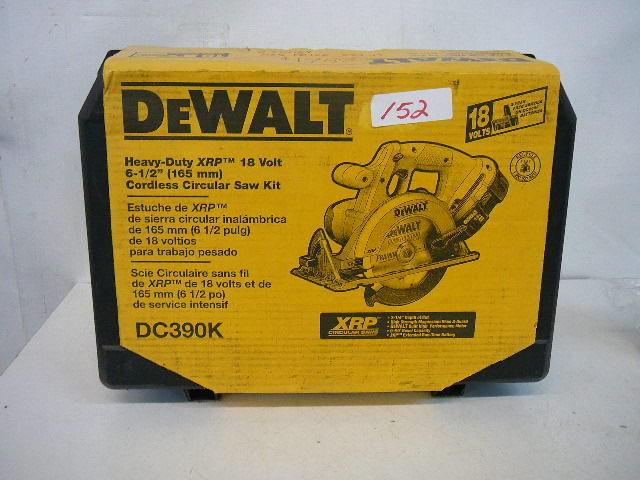 DEWALT
152
18
VOLTS
Heavy-Duty XRP™ 18 Volt
6-1/2" (165 mm)
Cordless Circular Saw Kit
Estuche de XRP™
de sierra circular inalámbrica
de 165 mm (6 1/2 pulg)
de 18 voltios
para trabajo pesado
Scie Circulaire sans fil
de XRP™ de 18 volts et de
165 mm (6 1/2 po)
de service intensif
DC390K
DEWALT
XRP
CIRCULAR SAWS
DEWALT